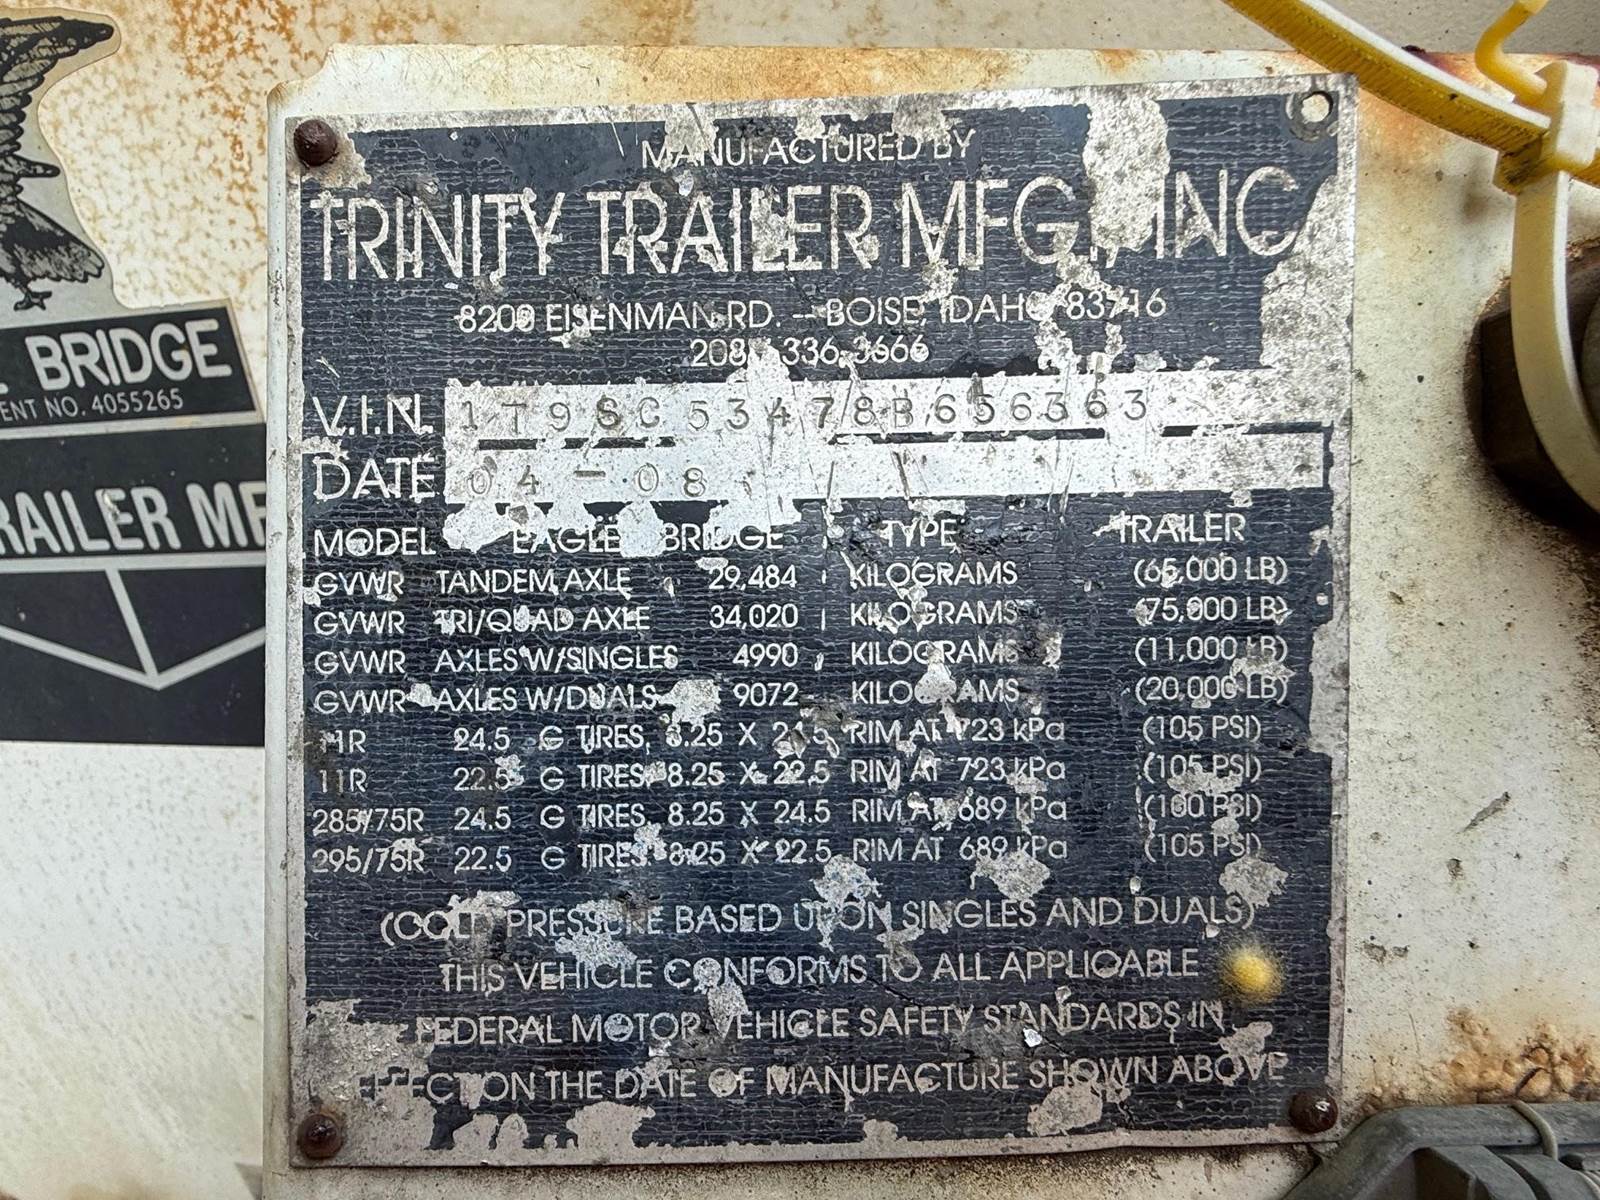 MANUFACTURED BY
TRINITY TRAILER MFG., INC
8200 EISENMAN RD. – BOISE, IDAHO 83716
208 336-3666
V.I.N. 1T9SC53478B656363
DATE 04-08
MODEL EAGLE BRIDGE TYPE TRAILER
GVWR TANDEM AXLE 29,484 KILOGRAMS (65,000 LB)
GVWR TRI/QUAD AXLE 34,020 KILOGRAMS (75,000 LB)
GVWR AXLES W/SINGLES 4990 KILOGRAMS (11,000 LB)
GVWR AXLES W/DUALS 9072 KILOGRAMS (20,000 LB)
11R 24.5 G TIRES, 8.25 X 24.5 RIM AT 723 kPa (105 PSI)
11R 22.5 G TIRES, 8.25 X 22.5 RIM AT 723 kPa (105 PSI)
285/75R 24.5 G TIRES, 8.25 X 24.5 RIM AT 689 kPa (100 PSI)
295/75R 22.5 G TIRES, 8.25 X 22.5 RIM AT 689 kPa (105 PSI)
(COLD PRESSURE BASED UPON SINGLES AND DUALS)
THIS VEHICLE CONFORMS TO ALL APPLICABLE
FEDERAL MOTOR VEHICLE SAFETY STANDARDS IN
EFFECT ON THE DATE OF MANUFACTURE SHOWN ABOVE
L BRIDGE
ENT NO. 4055265
RAILER MF